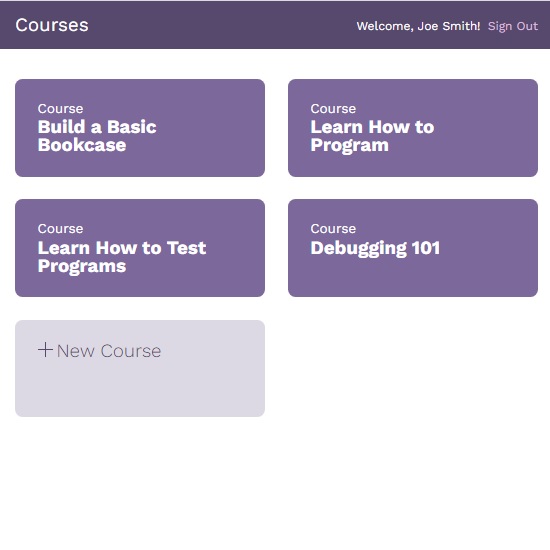 Courses
Welcome, Joe Smith! Sign Out
Course
Build a Basic
Bookcase
Course
Learn How to
Program
Course
Learn How to Test
Programs
Course
Debugging 101
+ New Course